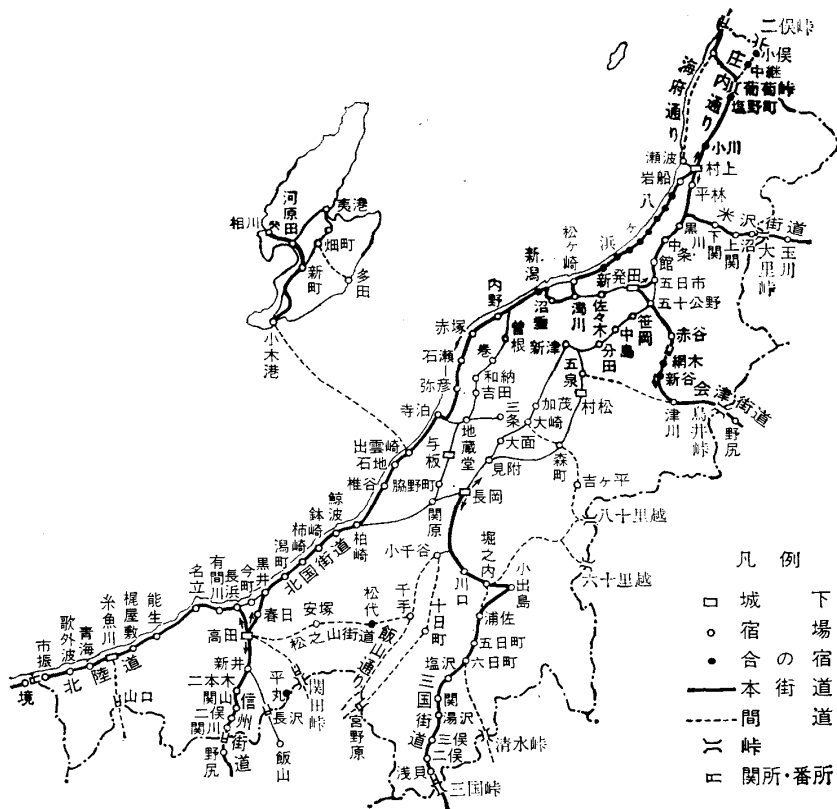 二俣峠
小俣
中継
葡萄峠
塩野町
庄内通り
海府通り
小川
村上
瀬波
岩船
平林
八ヶ浜
米沢街道
黒川
下関
上関
沼
大里峠
玉川
中条
館
松ヶ崎
新発田
五日市
五十公野
新潟
沼垂
濁川
佐々木
笹岡
中島
分田
赤谷
綱木
新谷
会津街道
津川
鳥井峠
野尻
内野
曽根
新津
五泉
村松
赤塚
石瀬
弥彦
巻
和納
吉田
寺泊
三条
加茂
大崎
大面
見附
森町
吉ヶ平
八十里越
六十里越
地蔵堂
与板
長岡
出雲崎
石地
椎谷
脇野町
関原
河原田
夷港
相川
畑町
新町
多田
小木港
鯨波
鉢崎
柿崎
潟町
黒井
今町
長浜
有間川
名立
能生
梶屋敷
糸魚川
青海
歌外波
市振
境
北陸道
北国街道
柏崎
小千谷
川口
堀之内
小出島
浦佐
五日町
六日町
塩沢
関
湯沢
三俣
二俣
浅貝
三国街道
三国峠
清水峠
春日
高田
安塚
松代
松之山街道
千手
十日町
飯山通り
宮野原
新井
二本木
関山
二俣
関川
野尻
信州街道
平丸
長沢
関田峠
飯山
山口
凡例
城下
宿場
合の宿
本街道
間道
峠
関所・番所